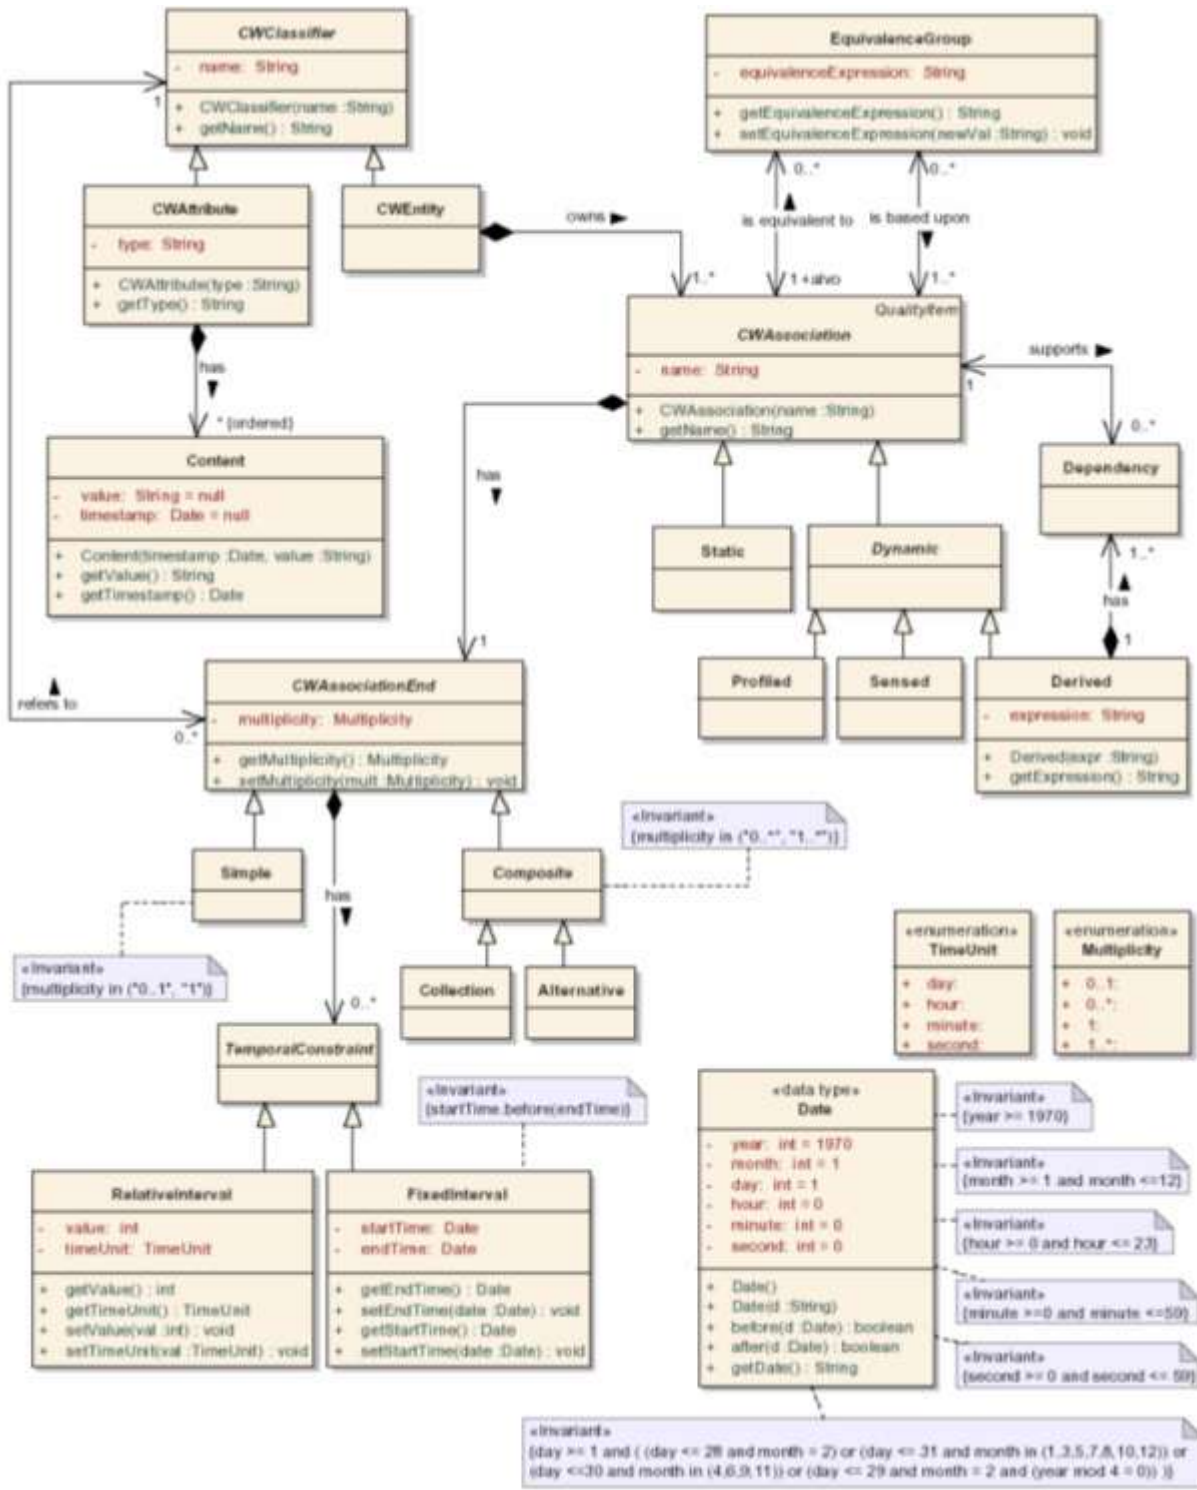 CWClassifier
- name: String
+ CWClassifier(name :String)
+ getName() : String
EquivalenceGroup
- equivalenceExpression: String
+ getEquivalenceExpression() : String
+ setEquivalenceExpression(newVal :String) : void
1
0..*
0..*
CWAttribute
- type: String
+ CWAttribute(type :String)
+ getType() : String
CWEntity
owns
is equivalent to
is based upon
1..*
1 +alvo
1..*
QualityItem
CWAssociation
- name: String
+ CWAssociation(name :String)
+ getName() : String
supports
1
0..*
has
* {ordered}
Content
- value: String = null
- timestamp: Date = null
+ Content(timestamp :Date, value :String)
+ getValue() : String
+ getTimestamp() : Date
has
1
Dependency
1..*
has
1
Static
Dynamic
Profiled
Sensed
Derived
- expression: String
+ Derived(expr :String)
+ getExpression() : String
refers to
0..*
CWAssociationEnd
- multiplicity: Multiplicity
+ getMultiplicity() : Multiplicity
+ setMultiplicity(mult :Multiplicity) : void
«Invariant»
{multiplicity in ("0..*", "1..*")}
Simple
has
Composite
«Invariant»
{multiplicity in ("0..1", "1")}
0..*
Collection
Alternative
«enumeration»
TimeUnit
+ day:
+ hour:
+ minute:
+ second:
«enumeration»
Multiplicity
+ 0..1:
+ 0..*:
+ 1:
+ 1..*:
TemporalConstraint
«Invariant»
{startTime.before(endTime)}
RelativeInterval
- value: int
- timeUnit: TimeUnit
+ getValue() : int
+ getTimeUnit() : TimeUnit
+ setValue(val :int) : void
+ setTimeUnit(val :TimeUnit) : void
FixedInterval
- startTime: Date
- endTime: Date
+ getEndTime() : Date
+ setEndTime(date :Date) : void
+ getStartTime() : Date
+ setStartTime(date :Date) : void
«data type»
Date
- year: int = 1970
- month: int = 1
- day: int = 1
- hour: int = 0
- minute: int = 0
- second: int = 0
+ Date()
+ Date(d :String)
+ before(d :Date) : boolean
+ after(d :Date) : boolean
+ getDate() : String
«Invariant»
{year >= 1970}
«Invariant»
{month >= 1 and month <=12}
«Invariant»
{hour >= 0 and hour <= 23}
«Invariant»
{minute >=0 and minute <=59}
«Invariant»
{second >= 0 and second <= 59}
«Invariant»
{day >= 1 and ( (day <= 28 and month = 2) or (day <= 31 and month in (1,3,5,7,8,10,12)) or
(day <=30 and month in (4,6,9,11)) or (day <= 29 and month = 2 and (year mod 4 = 0)) )}